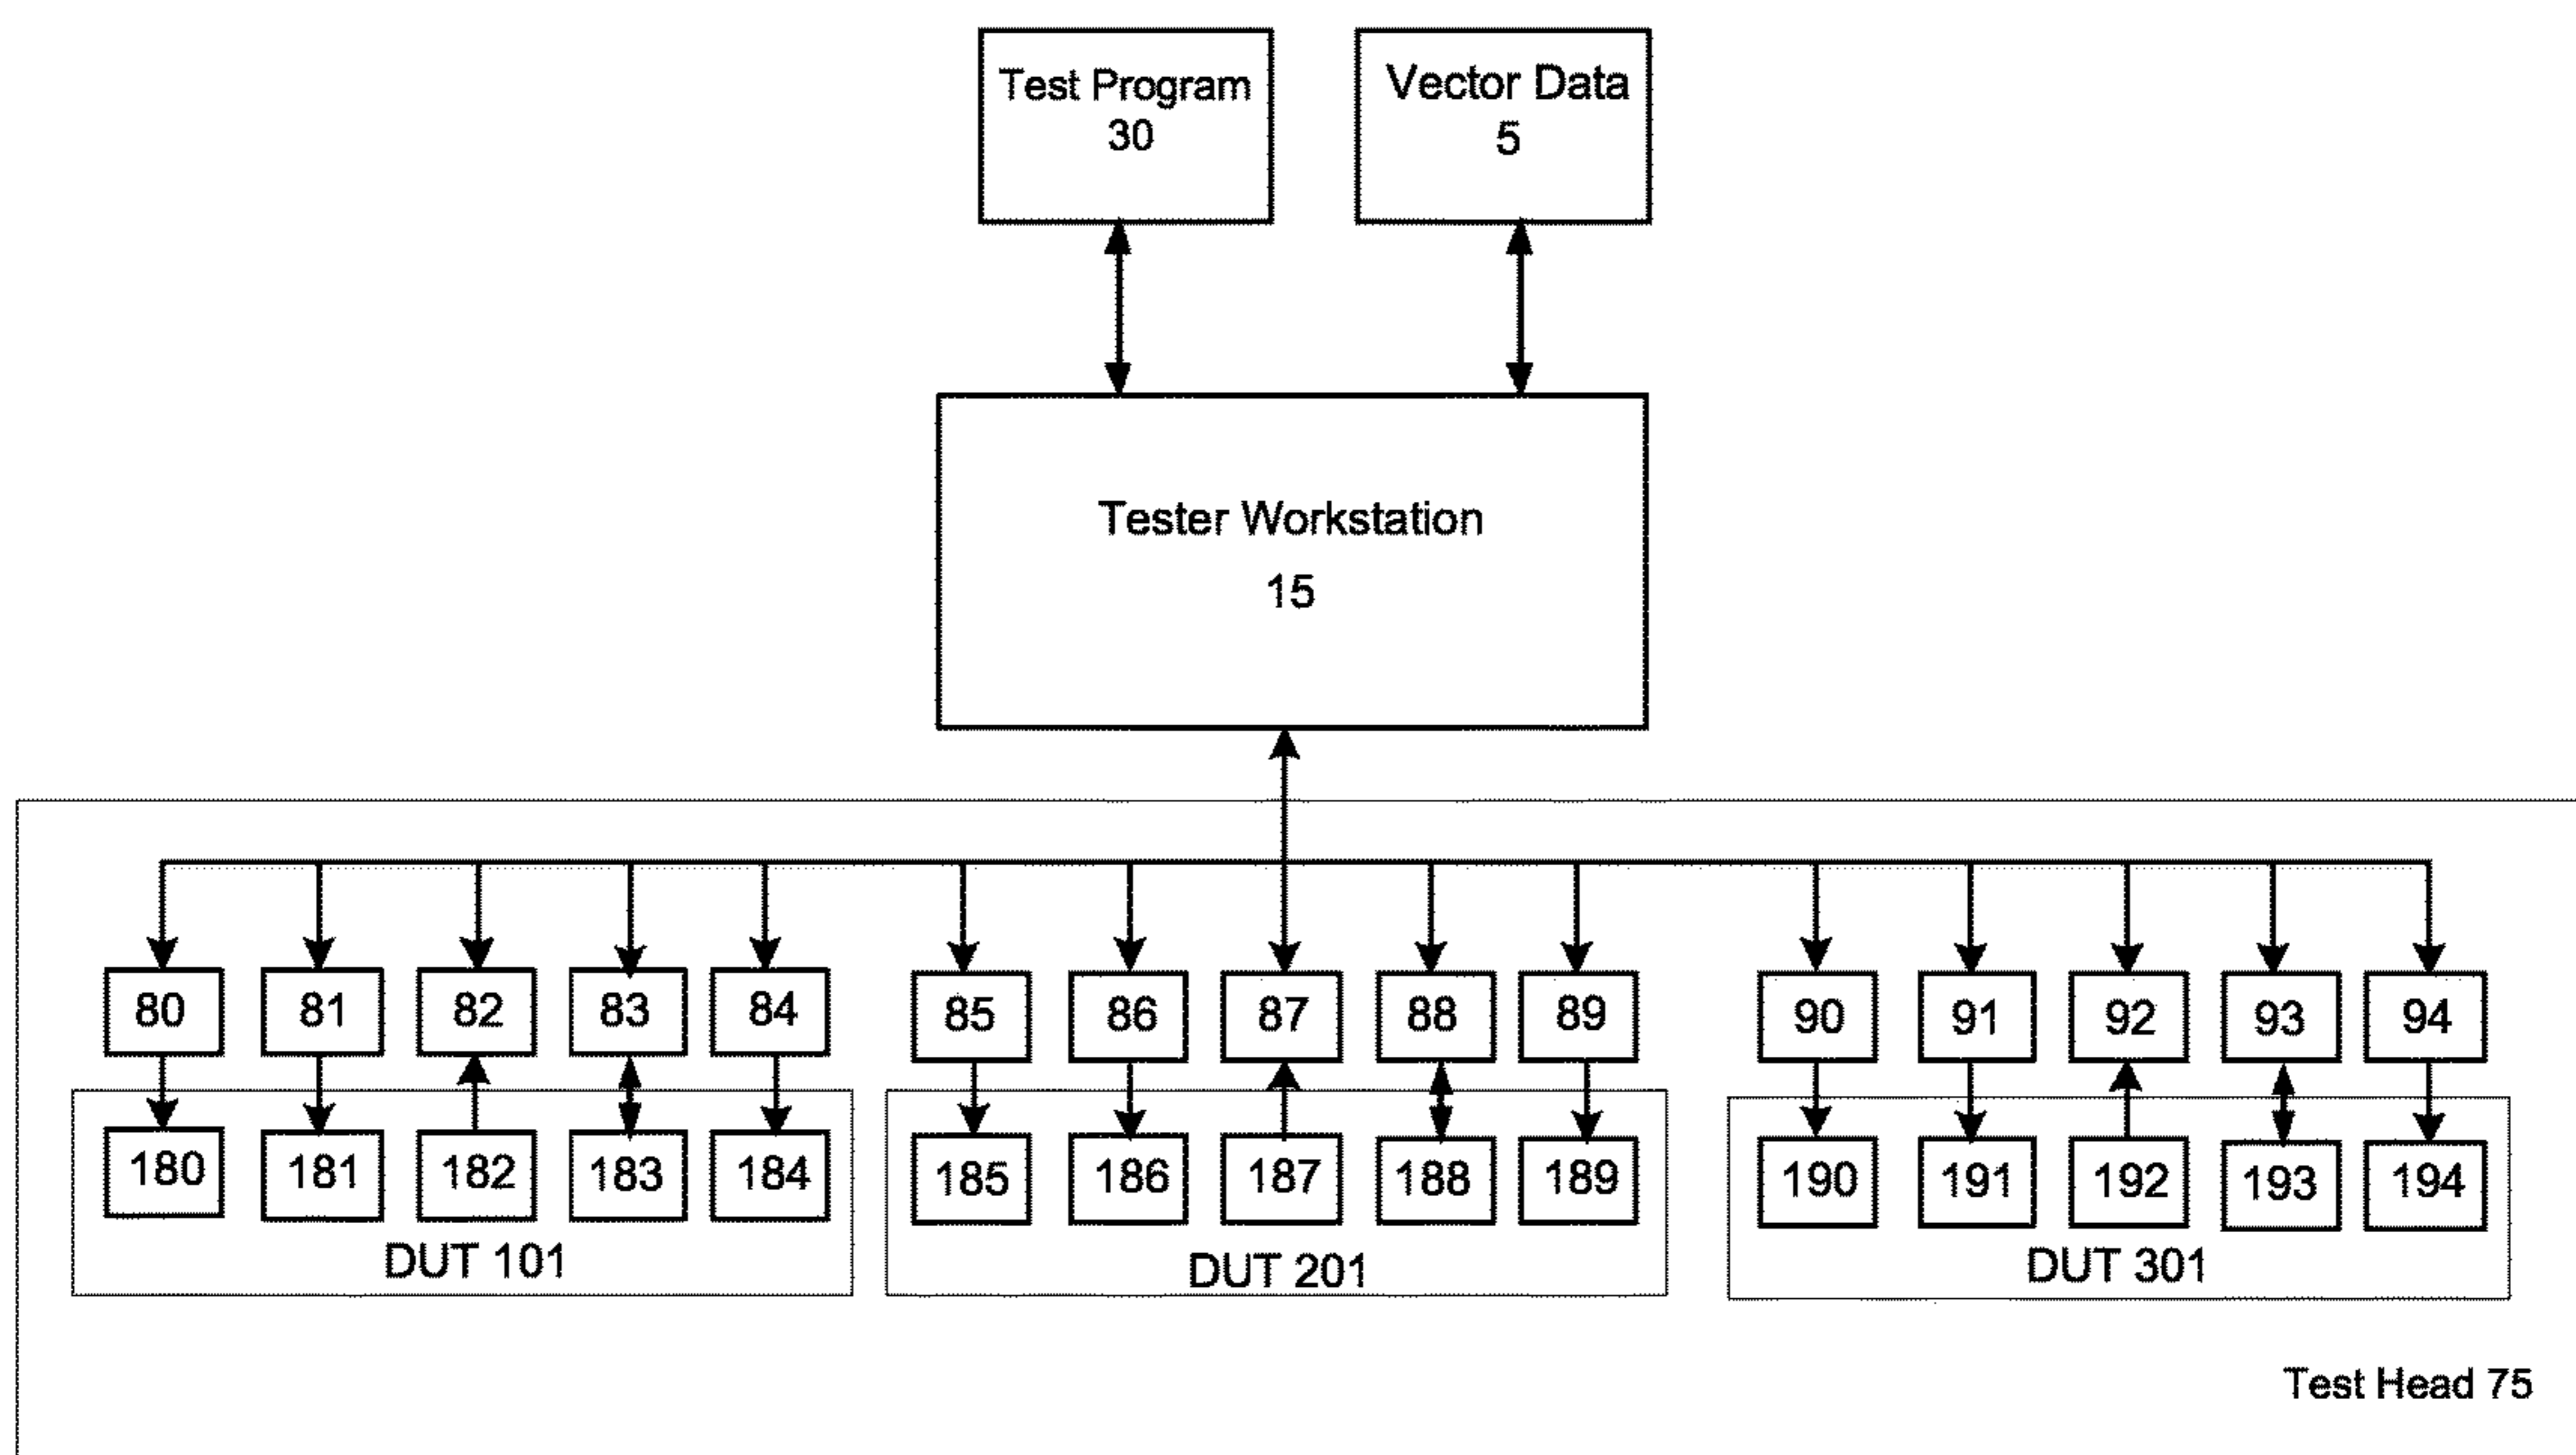 Test Program
30
Vector Data
5
Tester Workstation
15
80 81 82 83 84 85 86 87 88 89 90 91 92 93 94
180 181 182 183 184 185 186 187 188 189 190 191 192 193 194
DUT 101 DUT 201 DUT 301
Test Head 75